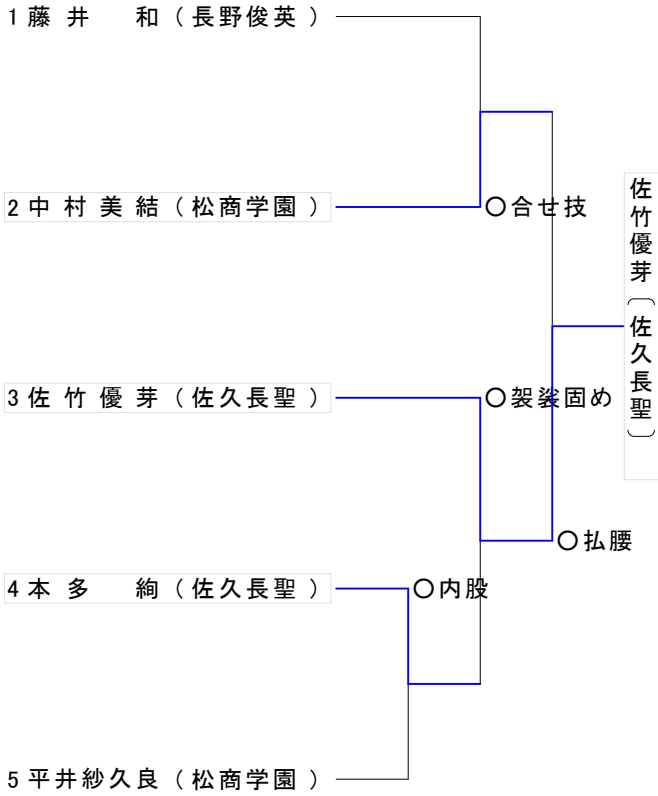 1 藤井 和（長野俊英）
2 中村美結（松商学園）
○合せ技
3 佐竹優芽（佐久長聖）
○袈裟固め
○払腰
4 本多 絢（佐久長聖）
○内股
5 平井紗久良（松商学園）
佐竹優芽（佐久長聖）